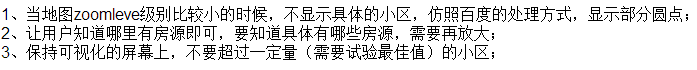 1、当地图zoomleve级别比较小的时候，不显示具体的小区，仿照百度的处理方式，显示部分圆点；
2、让用户知道哪里有房源即可，要知道具体有哪些房源，需要再放大；
3、保持可视化的屏幕上，不要超过一定量（需要试验最佳值）的小区；